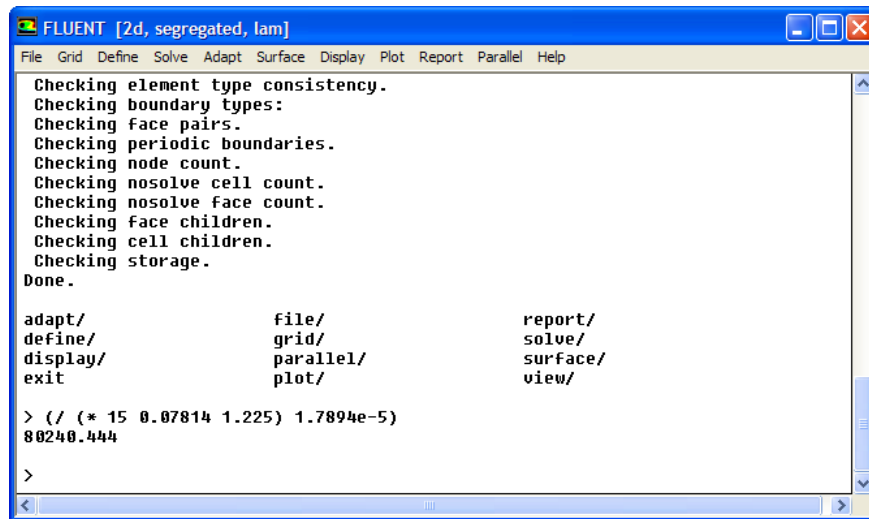 FLUENT [2d, segregated, lam]
File Grid Define Solve Adapt Surface Display Plot Report Parallel Help
Checking element type consistency.
Checking boundary types:
Checking face pairs.
Checking periodic boundaries.
Checking node count.
Checking nosolve cell count.
Checking nosolve face count.
Checking face children.
Checking cell children.
Checking storage.
Done.
adapt/ file/ report/
define/ grid/ solve/
display/ parallel/ surface/
exit plot/ view/
> (/ (* 15 0.07814 1.225) 1.7894e-5)
80240.444
>